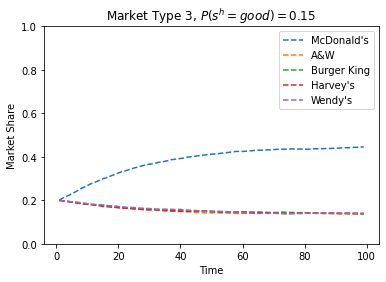 Market Type 3, P(s^h = good) = 0.15
Market Share
1.0
0.8
0.6
0.4
0.2
0.0
McDonald's
A&W
Burger King
Harvey's
Wendy's
0 20 40 60 80 100
Time